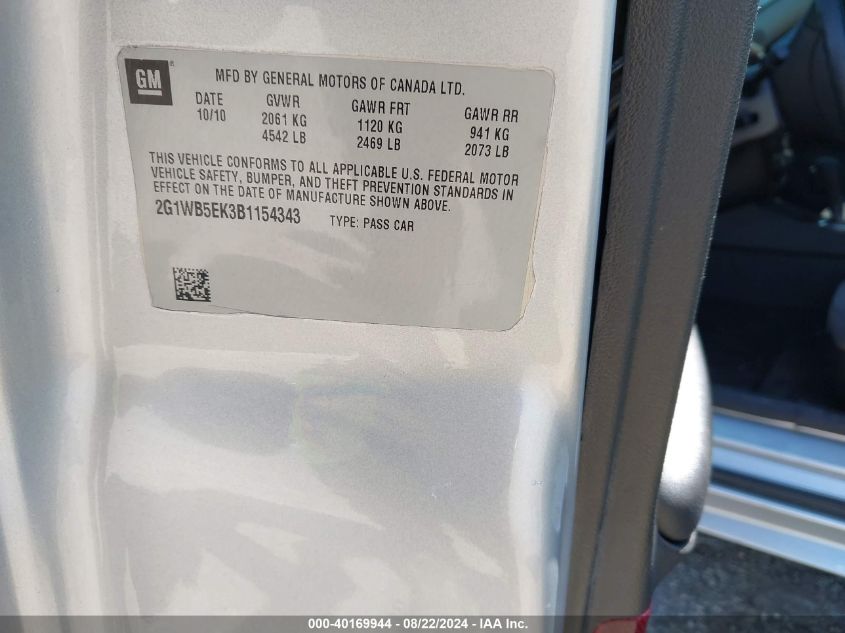 GM
MFD BY GENERAL MOTORS OF CANADA LTD.
DATE GVWR GAWR FRT GAWR RR
10/10 2061 KG 1120 KG 941 KG
4542 LB 2469 LB 2073 LB
THIS VEHICLE CONFORMS TO ALL APPLICABLE U.S. FEDERAL MOTOR
VEHICLE SAFETY, BUMPER, AND THEFT PREVENTION STANDARDS IN
EFFECT ON THE DATE OF MANUFACTURE SHOWN ABOVE.
2G1WB5EK3B1154343 TYPE: PASS CAR
000-40169944 - 08/22/2024 - IAA Inc.